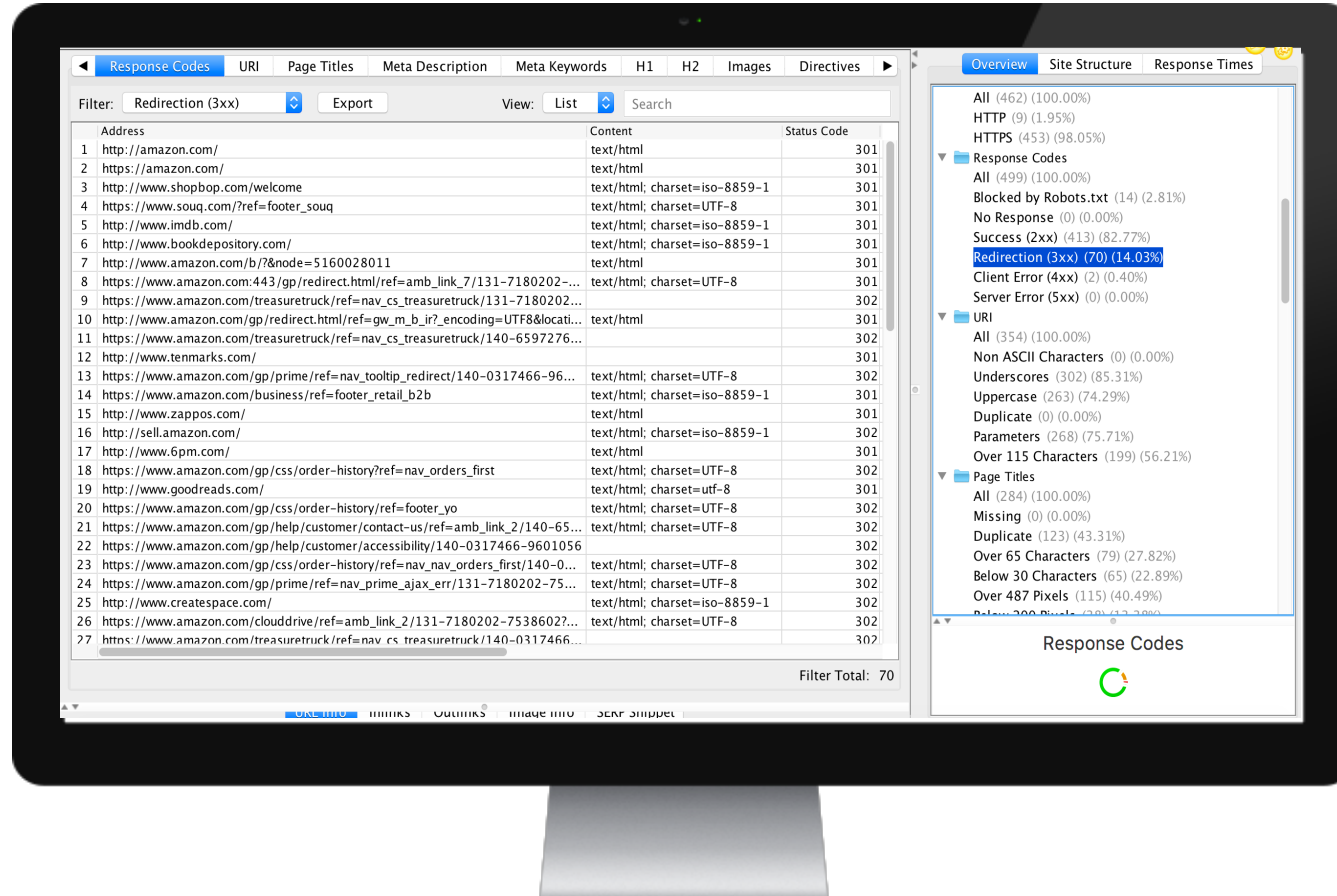 Response Codes URI Page Titles Meta Description Meta Keywords H1 H2 Images Directives
Filter: Redirection (3xx) Export View: List Search
Address Content Status Code
1 http://amazon.com/ text/html 301
2 https://amazon.com/ text/html 301
3 http://www.shopbop.com/welcome text/html; charset=iso-8859-1 301
4 https://www.souq.com/?ref=footer_souq text/html; charset=UTF-8 301
5 http://www.imdb.com/ text/html; charset=iso-8859-1 301
6 http://www.bookdepository.com/ text/html; charset=iso-8859-1 301
7 http://www.amazon.com/b/?&node=5160028011 text/html 301
8 https://www.amazon.com:443/gp/redirect.html/ref=amb_link_7/131-7180202-... text/html; charset=UTF-8 301
9 https://www.amazon.com/treasuretruck/ref=nav_cs_treasuretruck/131-7180202... 302
10 http://www.amazon.com/gp/redirect.html/ref=gw_m_b_ir?_encoding=UTF8&locati... text/html 301
11 https://www.amazon.com/treasuretruck/ref=nav_cs_treasuretruck/140-6597276... 302
12 http://www.tenmarks.com/ 301
13 https://www.amazon.com/gp/prime/ref=nav_tooltip_redirect/140-0317466-96... text/html; charset=UTF-8 302
14 https://www.amazon.com/business/ref=footer_retail_b2b text/html; charset=iso-8859-1 301
15 http://www.zappos.com/ text/html 301
16 http://sell.amazon.com/ text/html; charset=iso-8859-1 302
17 http://www.6pm.com/ text/html 301
18 https://www.amazon.com/gp/css/order-history?ref=nav_orders_first text/html; charset=UTF-8 302
19 http://www.goodreads.com/ text/html; charset=utf-8 301
20 https://www.amazon.com/gp/css/order-history/ref=footer_yo text/html; charset=UTF-8 302
21 https://www.amazon.com/gp/help/customer/contact-us/ref=amb_link_2/140-65... text/html; charset=UTF-8 302
22 https://www.amazon.com/gp/help/customer/accessibility/140-0317466-9601056 302
23 https://www.amazon.com/gp/css/order-history/ref=nav_nav_orders_first/140-0... text/html; charset=UTF-8 302
24 https://www.amazon.com/gp/prime/ref=nav_prime_ajax_err/131-7180202-75... text/html; charset=UTF-8 302
25 http://www.createspace.com/ text/html; charset=iso-8859-1 301
26 https://www.amazon.com/clouddrive/ref=amb_link_2/131-7180202-7538602?... text/html; charset=UTF-8 302
27 https://www.amazon.com/treasuretruck/ref=nav_cs_treasuretruck/140-0317466... 302
Filter Total: 70
URL Info Inlinks Outlinks Image Info SERP Snippet
Overview Site Structure Response Times
All (462) (100.00%)
HTTP (9) (1.95%)
HTTPS (453) (98.05%)
Response Codes
All (499) (100.00%)
Blocked by Robots.txt (14) (2.81%)
No Response (0) (0.00%)
Success (2xx) (413) (82.77%)
Redirection (3xx) (70) (14.03%)
Client Error (4xx) (2) (0.40%)
Server Error (5xx) (0) (0.00%)
URI
All (354) (100.00%)
Non ASCII Characters (0) (0.00%)
Underscores (302) (85.31%)
Uppercase (263) (74.29%)
Duplicate (0) (0.00%)
Parameters (268) (75.71%)
Over 115 Characters (199) (56.21%)
Page Titles
All (284) (100.00%)
Missing (0) (0.00%)
Duplicate (123) (43.31%)
Over 65 Characters (79) (27.82%)
Below 30 Characters (65) (22.89%)
Over 487 Pixels (115) (40.49%)
Below 200 Pixels (38) (13.38%)
Response Codes